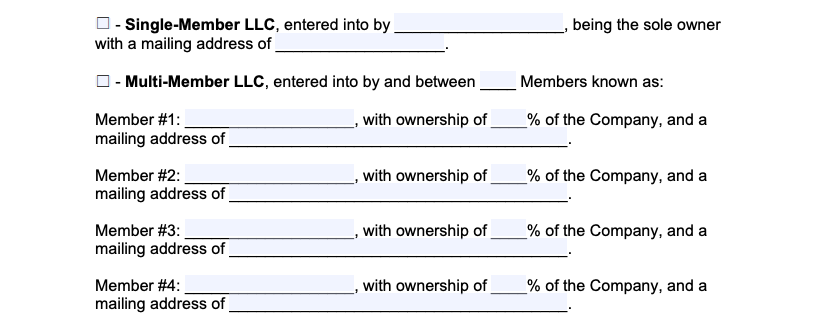 ☐ - Single-Member LLC, entered into by ____________________, being the sole owner
with a mailing address of ____________________.
☐ - Multi-Member LLC, entered into by and between ____ Members known as:
Member #1: ____________________, with ownership of ____% of the Company, and a
mailing address of ________________________________________.
Member #2: ____________________, with ownership of ____% of the Company, and a
mailing address of ________________________________________.
Member #3: ____________________, with ownership of ____% of the Company, and a
mailing address of ________________________________________.
Member #4: ____________________, with ownership of ____% of the Company, and a
mailing address of ________________________________________.